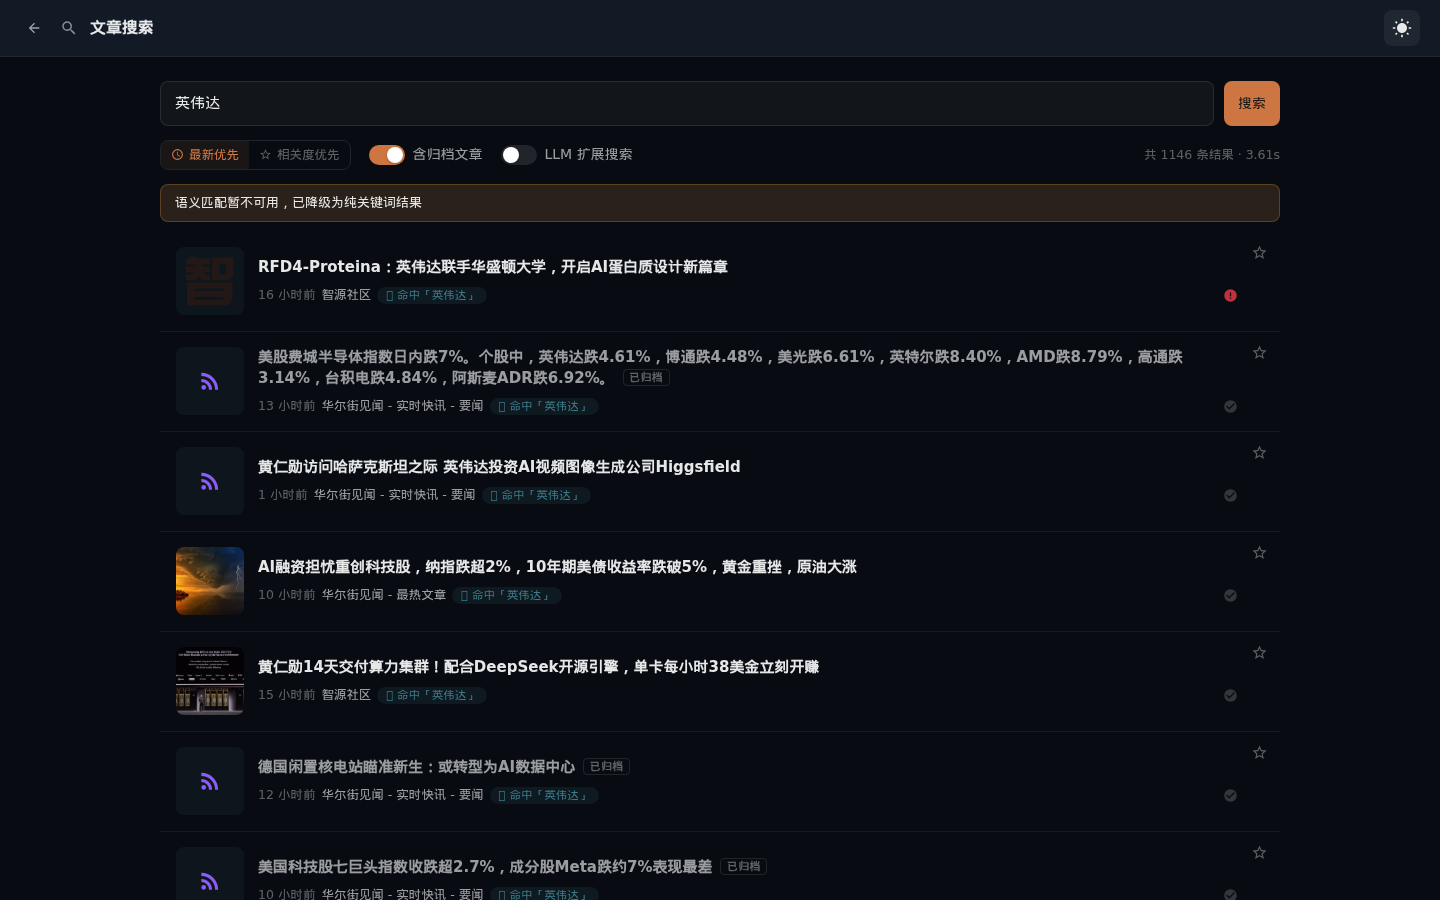 文章搜索
英伟达
搜索
最新优先
相关度优先
含归档文章
LLM 扩展搜索
共 1146 条结果 · 3.61s
语义匹配暂不可用，已降级为纯关键词结果
智
RFD4-Proteina：英伟达联手华盛顿大学，开启AI蛋白质设计新篇章
16 小时前 智源社区 命中「英伟达」
美股费城半导体指数日内跌7%。个股中，英伟达跌4.61%，博通跌4.48%，美光跌6.61%，英特尔跌8.40%，AMD跌8.79%，高通跌
3.14%，台积电跌4.84%，阿斯麦ADR跌6.92%。 已归档
13 小时前 华尔街见闻 - 实时快讯 - 要闻 命中「英伟达」
黄仁勋访问哈萨克斯坦之际 英伟达投资AI视频图像生成公司Higgsfield
1 小时前 华尔街见闻 - 实时快讯 - 要闻 命中「英伟达」
AI融资担忧重创科技股，纳指跌超2%，10年期美债收益率跌破5%，黄金重挫，原油大涨
10 小时前 华尔街见闻 - 最热文章 命中「英伟达」
黄仁勋14天交付算力集群！配合DeepSeek开源引擎，单卡每小时38美金立刻开赚
15 小时前 智源社区 命中「英伟达」
德国闲置核电站瞄准新生：或转型为AI数据中心 已归档
12 小时前 华尔街见闻 - 实时快讯 - 要闻 命中「英伟达」
美国科技股七巨头指数收跌超2.7%，成分股Meta跌约7%表现最差 已归档
10 小时前 华尔街见闻 - 实时快讯 - 要闻 命中「英伟达」